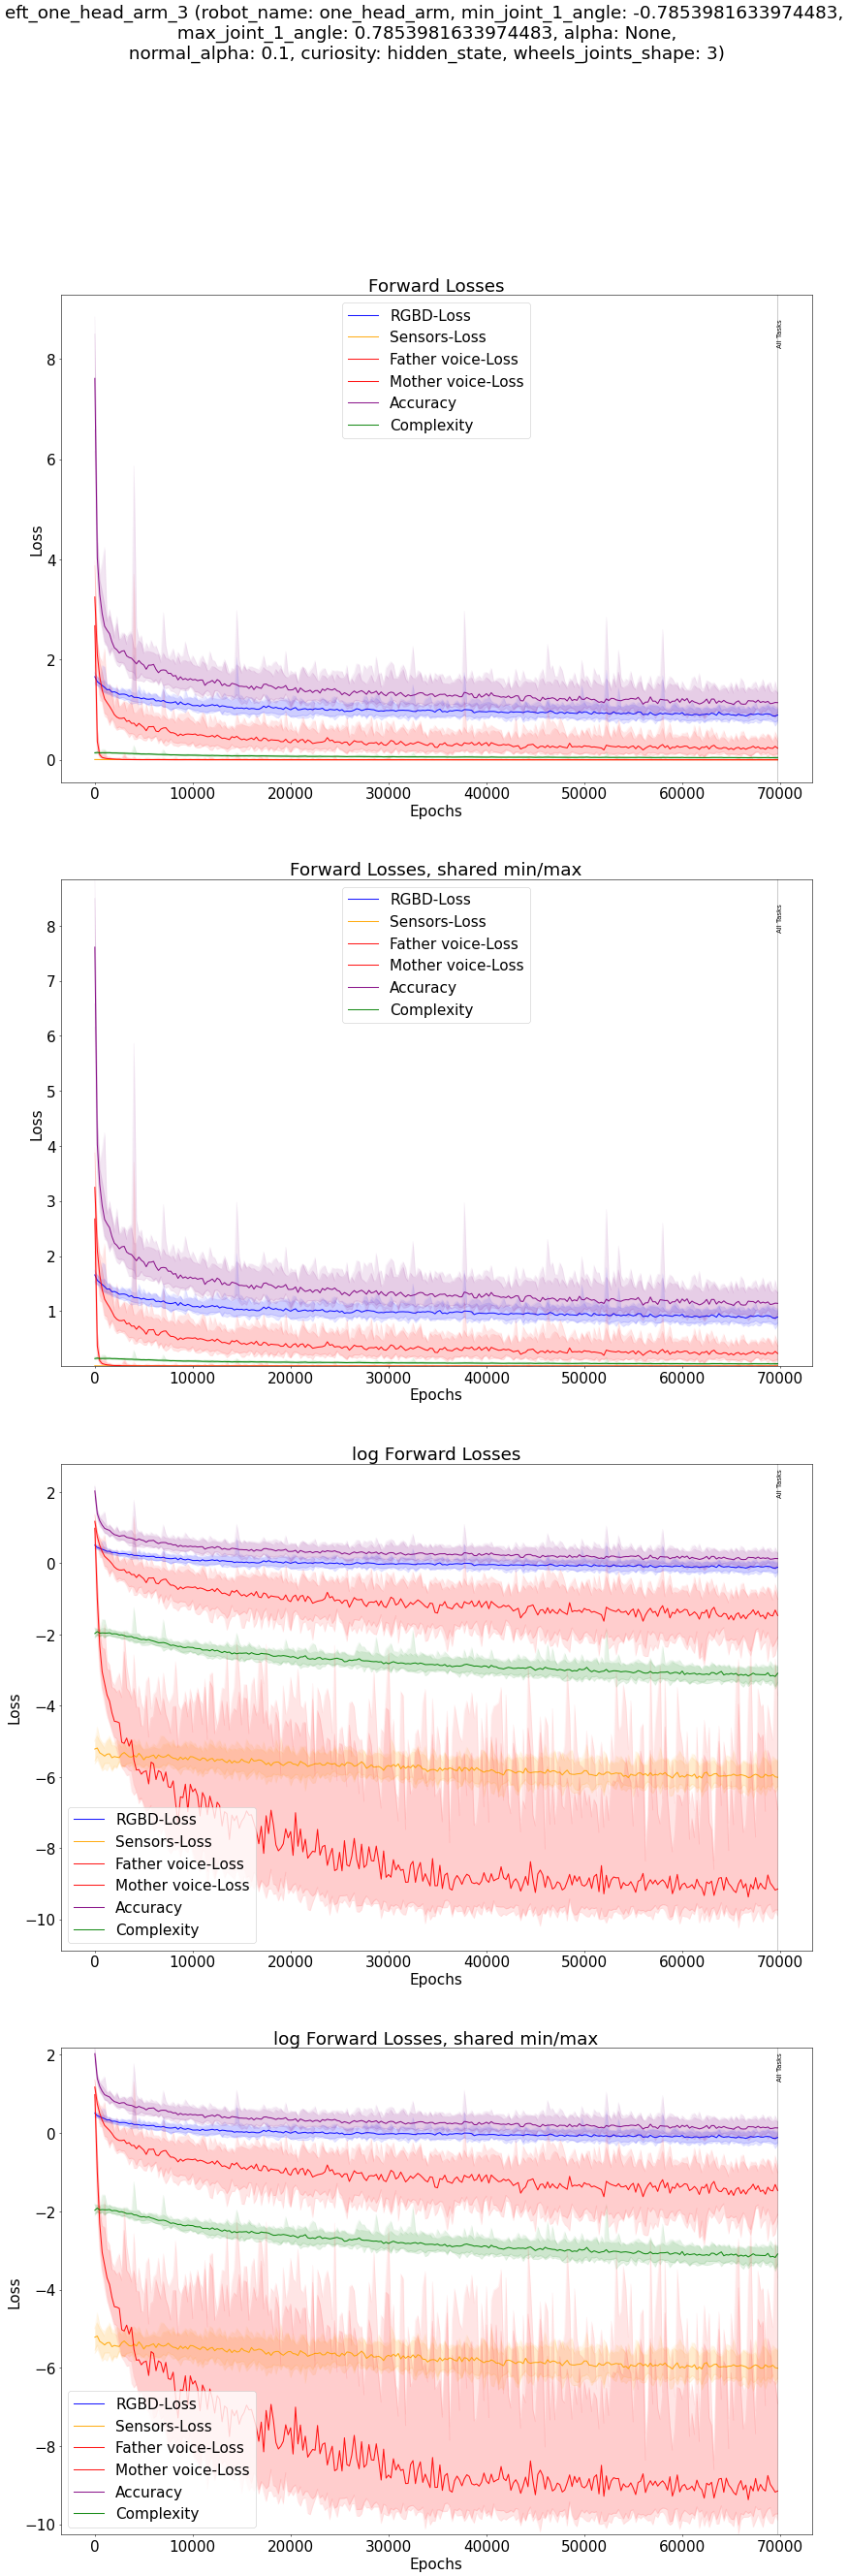 eft_one_head_arm_3 (robot_name: one_head_arm, min_joint_1_angle: -0.7853981633974483,
max_joint_1_angle: 0.7853981633974483, alpha: None,
normal_alpha: 0.1, curiosity: hidden_state, wheels_joints_shape: 3)
Forward Losses
RGBD-Loss
Sensors-Loss
Father voice-Loss
Mother voice-Loss
Accuracy
Complexity
All Tasks
8
6
4
2
0
Loss
0 10000 20000 30000 40000 50000 60000 70000
Epochs
Forward Losses, shared min/max
RGBD-Loss
Sensors-Loss
Father voice-Loss
Mother voice-Loss
Accuracy
Complexity
All Tasks
8
7
6
5
4
3
2
1
Loss
0 10000 20000 30000 40000 50000 60000 70000
Epochs
log Forward Losses
All Tasks
2
0
−2
−4
−6
−8
−10
Loss
RGBD-Loss
Sensors-Loss
Father voice-Loss
Mother voice-Loss
Accuracy
Complexity
0 10000 20000 30000 40000 50000 60000 70000
Epochs
log Forward Losses, shared min/max
All Tasks
2
0
−2
−4
−6
−8
−10
Loss
RGBD-Loss
Sensors-Loss
Father voice-Loss
Mother voice-Loss
Accuracy
Complexity
0 10000 20000 30000 40000 50000 60000 70000
Epochs